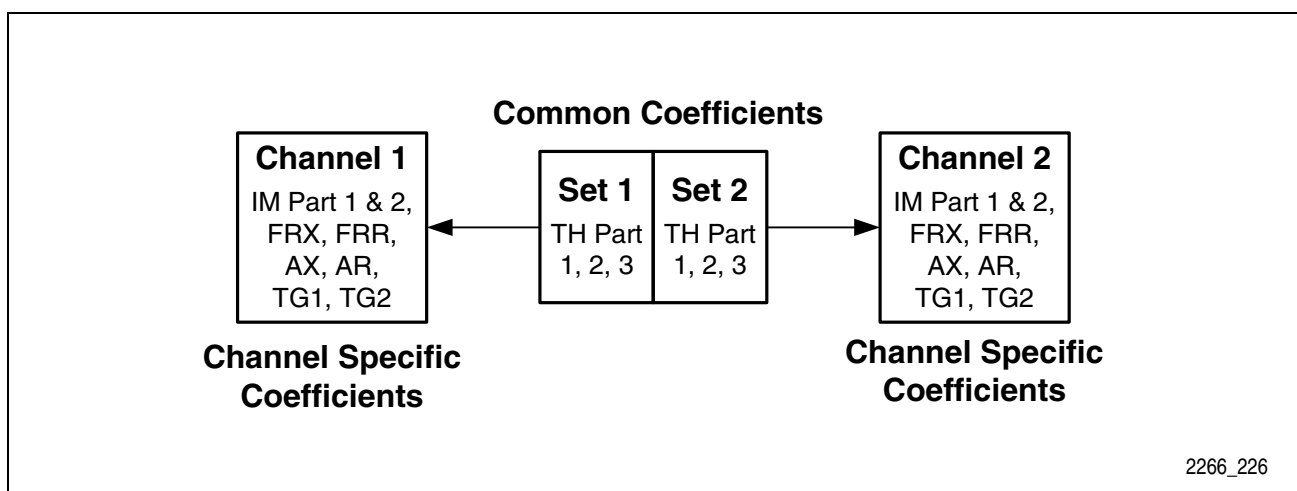 Common Coefficients
Channel 1
IM Part 1 & 2,
FRX, FRR,
AX, AR,
TG1, TG2
Channel Specific
Coefficients
Set 1
TH Part
1, 2, 3
Set 2
TH Part
1, 2, 3
Channel 2
IM Part 1 & 2,
FRX, FRR,
AX, AR,
TG1, TG2
Channel Specific
Coefficients
2266_226